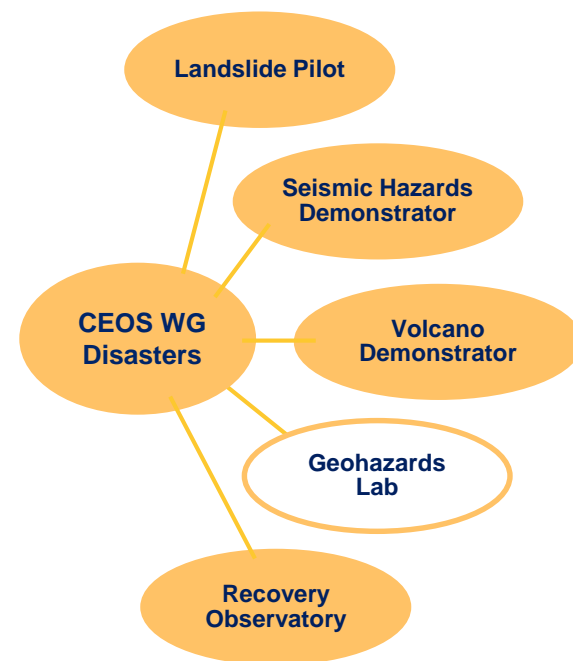 Landslide Pilot
Seismic Hazards
Demonstrator
CEOS WG
Disasters
Volcano
Demonstrator
Geohazards
Lab
Recovery
Observatory